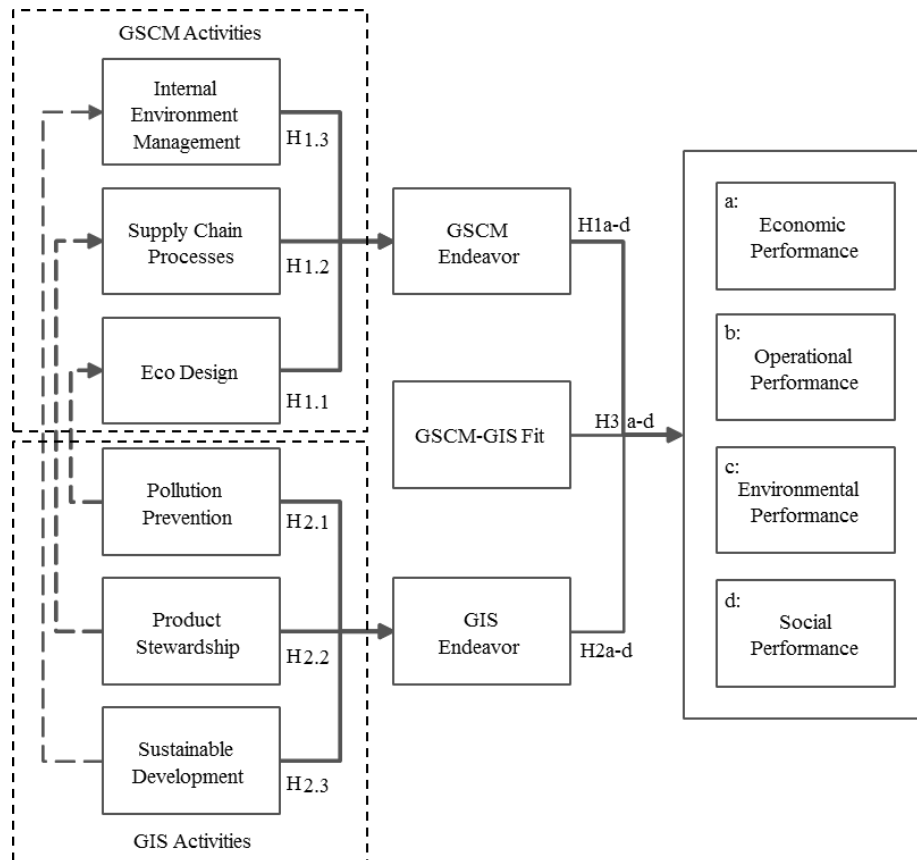 GSCM Activities
Internal
Environment
Management
H1.3
Supply Chain
Processes
H1.2
Eco Design
H1.1
Pollution
Prevention
H2.1
Product
Stewardship
H2.2
Sustainable
Development
H2.3
GIS Activities
GSCM
Endeavor
H1a-d
GSCM-GIS Fit
H3 a-d
GIS
Endeavor
H2a-d
a:
Economic
Performance
b:
Operational
Performance
c:
Environmental
Performance
d:
Social
Performance